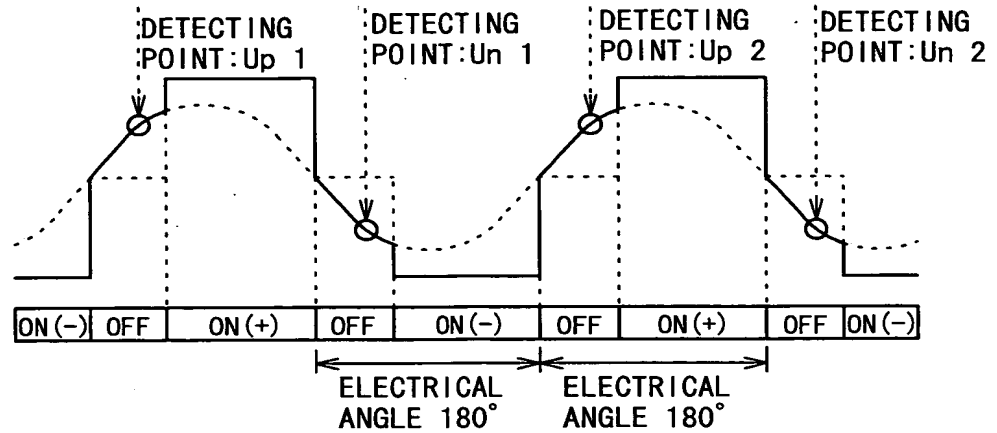 DETECTING
POINT:Up 1
DETECTING
POINT:Un 1
DETECTING
POINT:Up 2
DETECTING
POINT:Un 2
ON(-) OFF ON(+) OFF ON(-) OFF ON(+) OFF ON(-)
ELECTRICAL
ANGLE 180°
ELECTRICAL
ANGLE 180°